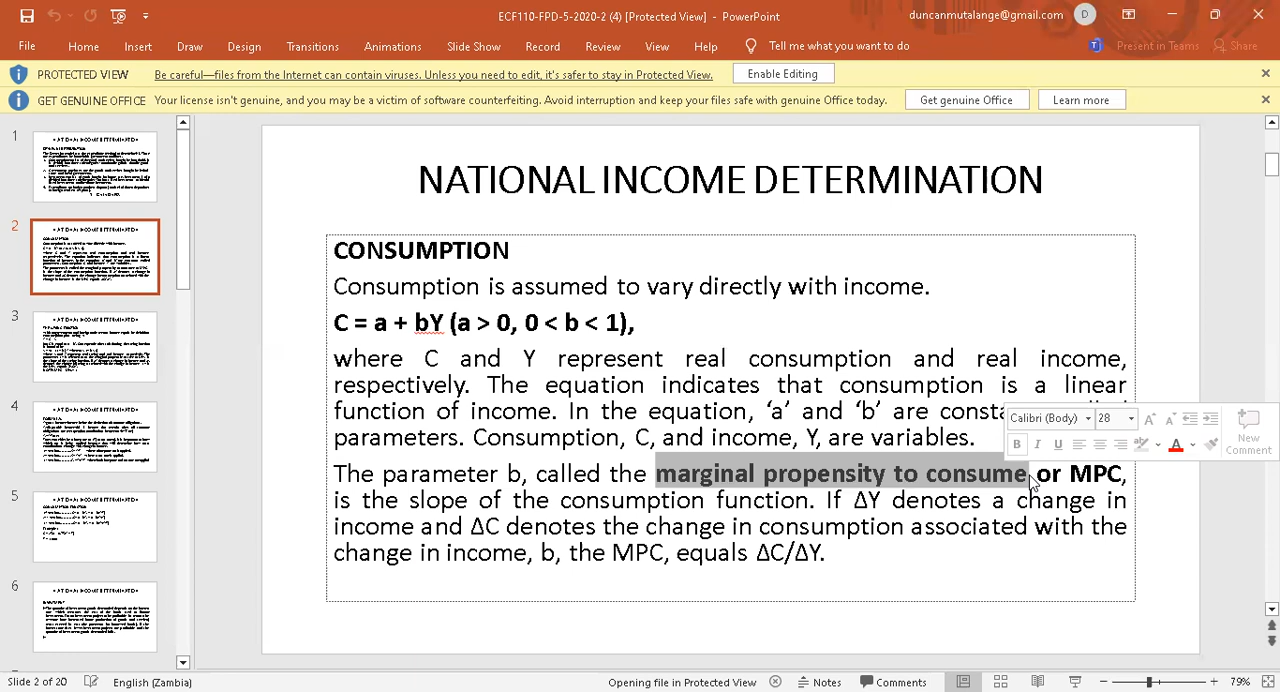 ECF110-FPD-5-2020-2 (4) [Protected View] - PowerPoint
duncanmutalange@gmail.com D
File Home Insert Draw Design Transitions Animations Slide Show Record Review View Help Tell me what you want to do Present in Teams Share
PROTECTED VIEW Be careful—files from the Internet can contain viruses. Unless you need to edit, it's safer to stay in Protected View. Enable Editing
GET GENUINE OFFICE Your license isn't genuine, and you may be a victim of software counterfeiting. Avoid interruption and keep your files safe with genuine Office today. Get genuine Office Learn more
1
2
3
4
5
6
NATIONAL INCOME DETERMINATION
CONSUMPTION
Consumption is assumed to vary directly with income.
C = a + bY (a > 0, 0 < b < 1),
where C and Y represent real consumption and real income,
respectively. The equation indicates that consumption is a linear
function of income. In the equation, ‘a’ and ‘b’ are
parameters. Consumption, C, and income, Y, are variables.
The parameter b, called the marginal propensity to consume or MPC,
is the slope of the consumption function. If ΔY denotes a change in
income and ΔC denotes the change in consumption associated with the
change in income, b, the MPC, equals ΔC/ΔY.
Calibri (Body) 28
B I U A
New
Comment
Slide 2 of 20 English (Zambia) Opening file in Protected View Notes Comments 79%